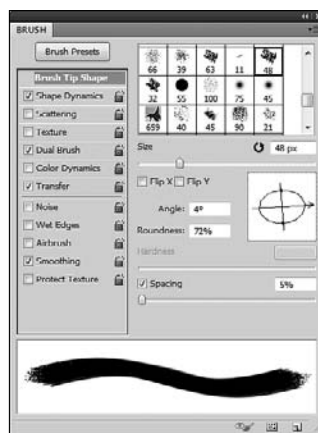 BRUSH
Brush Presets
66 39 63 11 48
32 55 100 75 45
659 40 45 90 21
Brush Tip Shape
Shape Dynamics
Scattering
Texture
Dual Brush
Color Dynamics
Transfer
Noise
Wet Edges
Airbrush
Smoothing
Protect Texture
Size 48 px
Flip X Flip Y
Angle: 4°
Roundness: 72%
Hardness
Spacing 5%